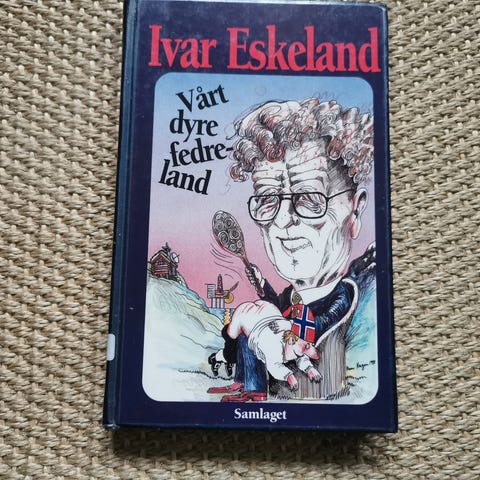 Ivar Eskeland
Vårt
dyre
fedre-
land
Samlaget